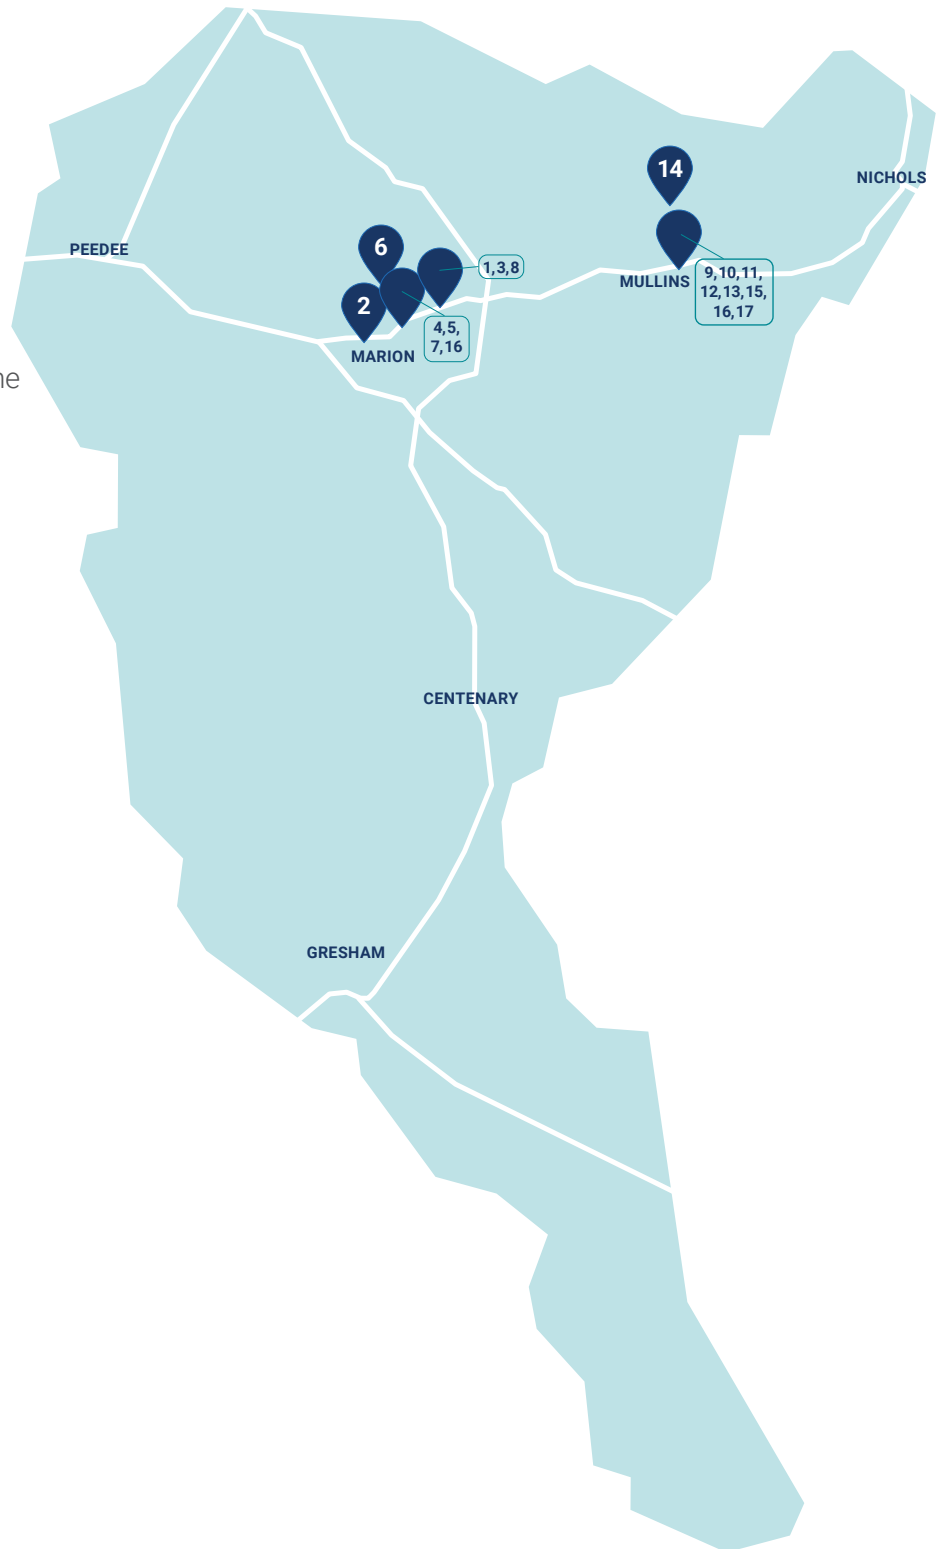 14
NICHOLS
PEEDEE
6
1,3,8
MULLINS
9,10,11,
12,13,15,
16,17
2
4,5,
7,16
MARION
CENTENARY
GRESHAM